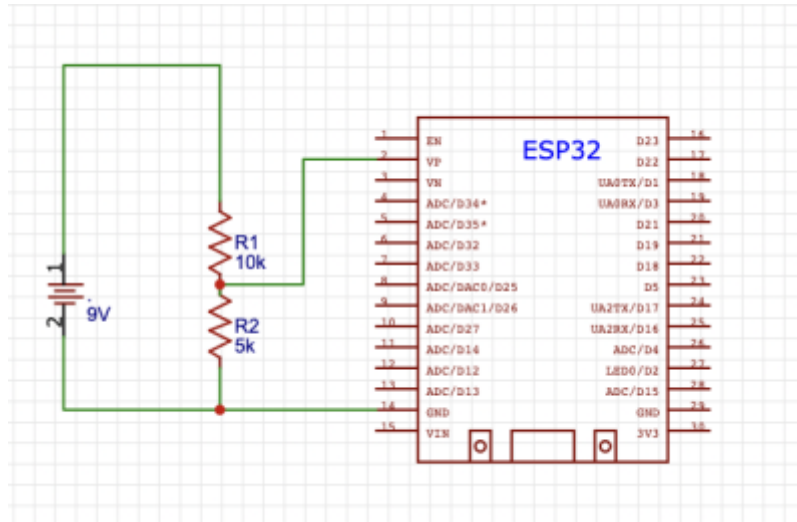 ESP32
1 EN
2 VP
3 VN
4 ADC/D34*
5 ADC/D35*
6 ADC/D32
7 ADC/D33
8 ADC/DAC0/D25
9 ADC/DAC1/D26
10 ADC/D27
11 ADC/D14
12 ADC/D12
13 ADC/D13
14 GND
15 VIN
D23 16
D22 17
UA0TX/D1 18
UA0RX/D3 19
D21 20
D19 21
D18 22
D5 23
UA2TX/D17 24
UA2RX/D16 25
ADC/D4 26
LED0/D2 27
ADC/D15 28
GND 29
3V3 30
R1
10k
R2
5k
1
2
9V